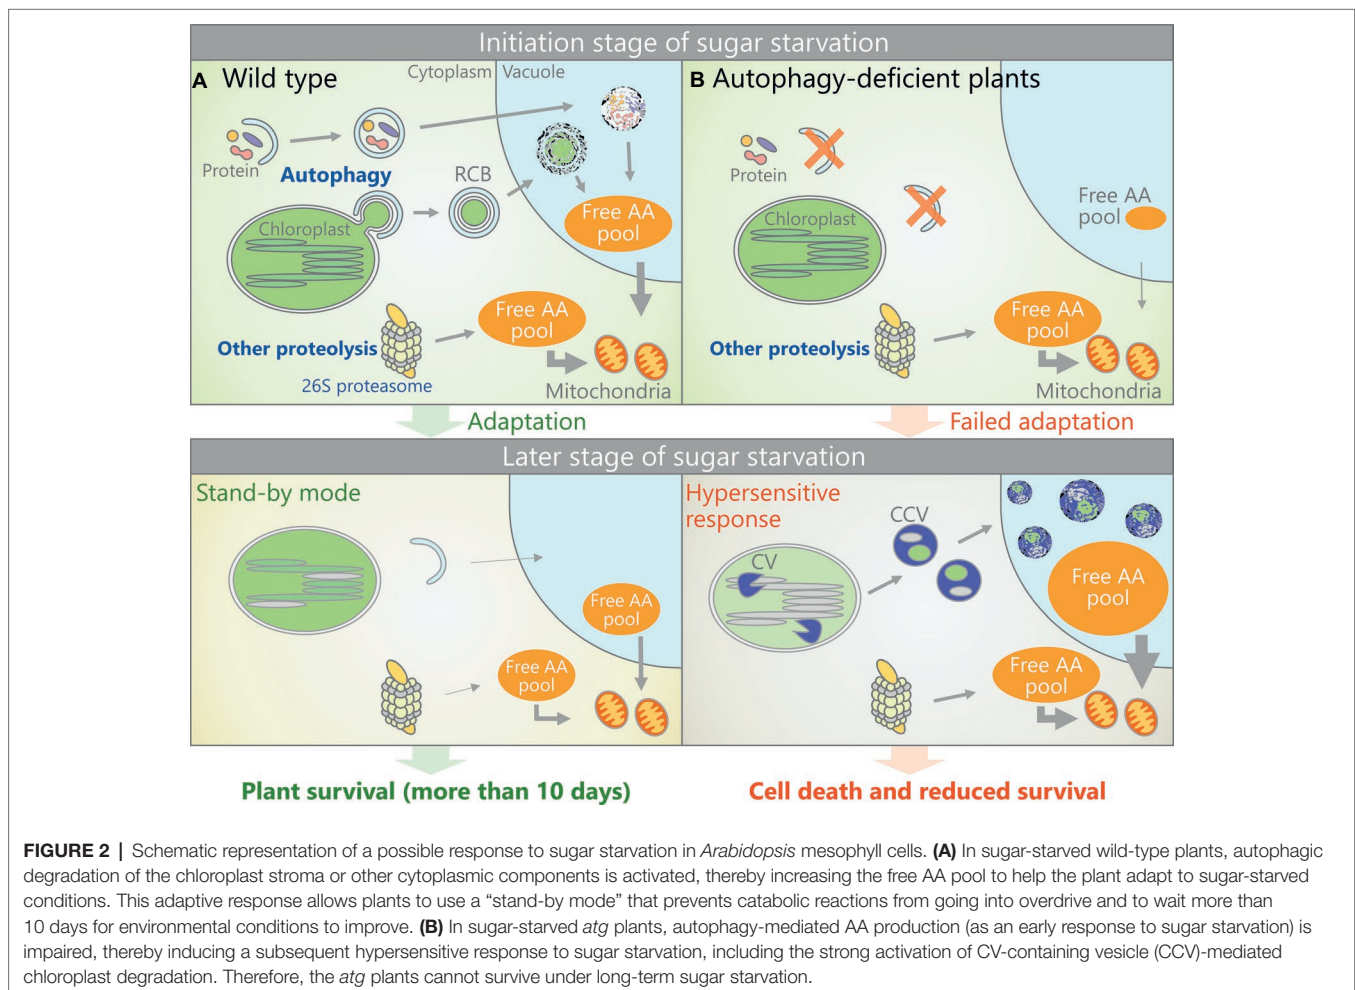 Initiation stage of sugar starvation
A Wild type
Cytoplasm
Vacuole
Protein
Autophagy
RCB
Chloroplast
Free AA
pool
Free AA
pool
Other proteolysis
26S proteasome
Mitochondria
B Autophagy-deficient plants
Protein
Free AA
pool
Chloroplast
Free AA
pool
Other proteolysis
Mitochondria
Adaptation
Failed adaptation
Later stage of sugar starvation
Stand-by mode
Free AA
pool
Free AA
pool
Hypersensitive
response
CCV
CV
Free AA
pool
Free AA
pool
Plant survival (more than 10 days)
Cell death and reduced survival
FIGURE 2 | Schematic representation of a possible response to sugar starvation in Arabidopsis mesophyll cells. (A) In sugar-starved wild-type plants, autophagic
degradation of the chloroplast stroma or other cytoplasmic components is activated, thereby increasing the free AA pool to help the plant adapt to sugar-starved
conditions. This adaptive response allows plants to use a “stand-by mode” that prevents catabolic reactions from going into overdrive and to wait more than
10 days for environmental conditions to improve. (B) In sugar-starved atg plants, autophagy-mediated AA production (as an early response to sugar starvation) is
impaired, thereby inducing a subsequent hypersensitive response to sugar starvation, including the strong activation of CV-containing vesicle (CCV)-mediated
chloroplast degradation. Therefore, the atg plants cannot survive under long-term sugar starvation.